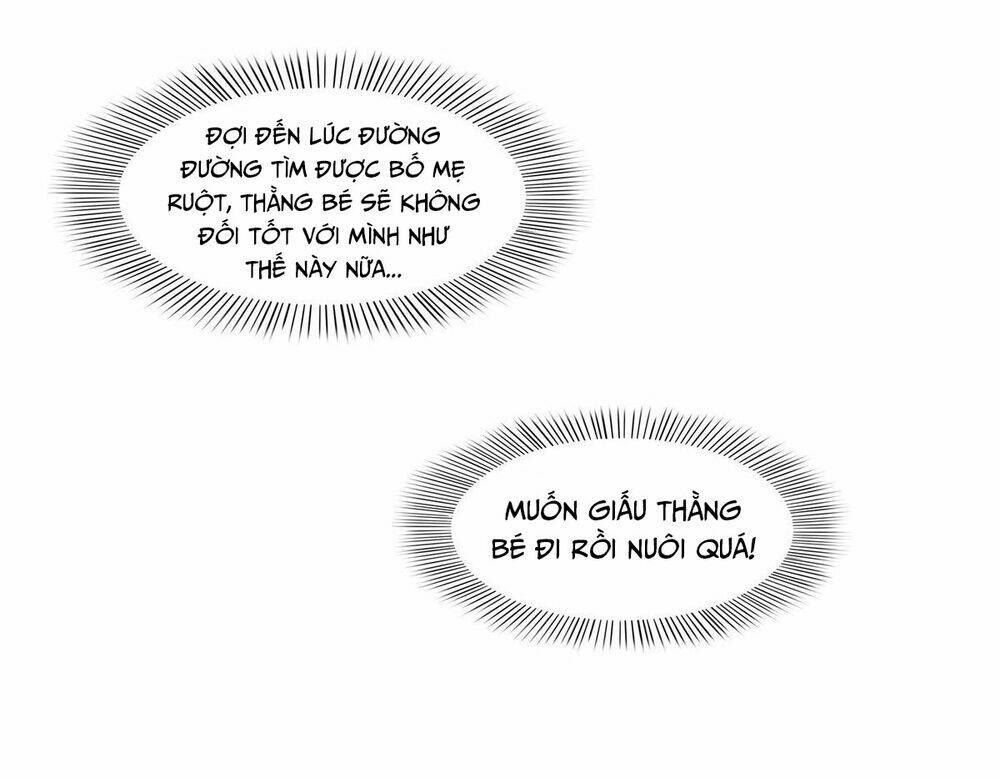 ĐỢI ĐẾN LÚC ĐƯỜNG
ĐƯỜNG TÌM ĐƯỢC BỐ MẸ
RUỘT, THẰNG BÉ SẼ KHÔNG
ĐỐI TỐT VỚI MÌNH NHƯ
THẾ NÀY NỮA...
MUỐN GIẤU THẰNG
BÉ ĐI RỒI NUÔI QUÁ!